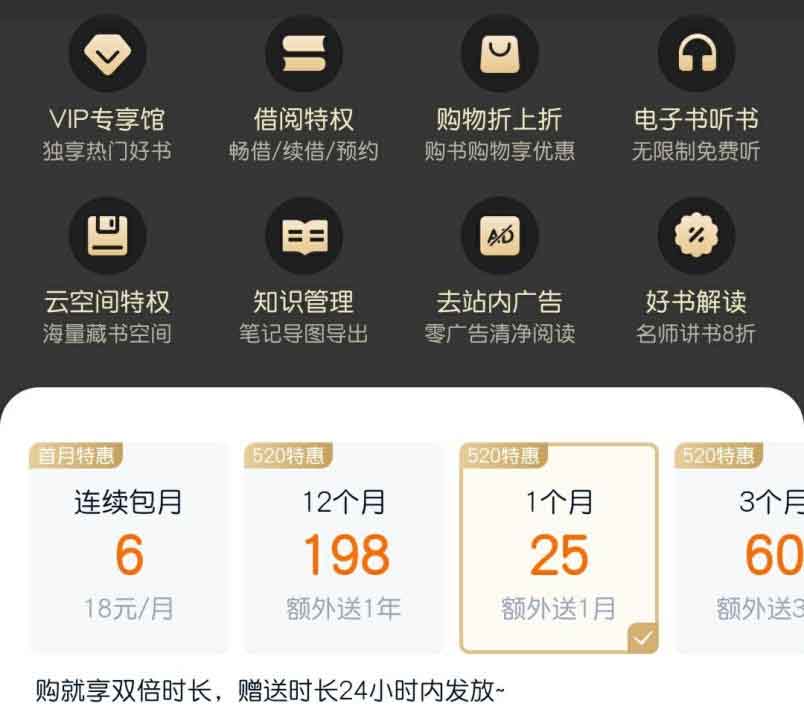 VIP专享馆 借阅特权 购物折上折 电子书听书
独享热门好书 畅借/续借/预约 购书购物享优惠 无限制免费听
AD
云空间特权 知识管理 去站内广告 好书解读
海量藏书空间 笔记导图导出 零广告清净阅读 名师讲书8折
首月特惠 520特惠 520特惠 520特惠
连续包月 12个月 1个月 3个月
6 198 25 60
18元/月 额外送1年 额外送1月 额外送3
购就享双倍时长，赠送时长24小时内发放~